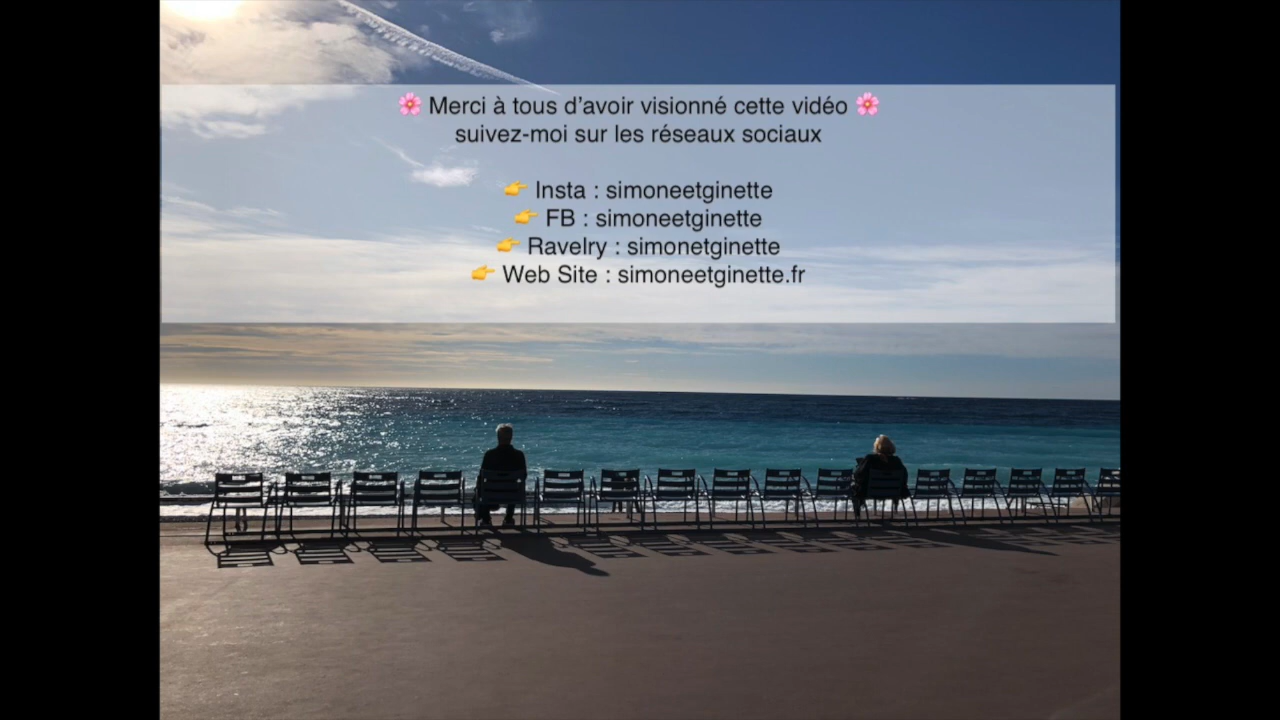 🌸 Merci à tous d’avoir visionné cette vidéo 🌸
suivez-moi sur les réseaux sociaux
👉 Insta : simoneetginette
👉 FB : simoneetginette
👉 Ravelry : simonetginette
👉 Web Site : simoneetginette.fr